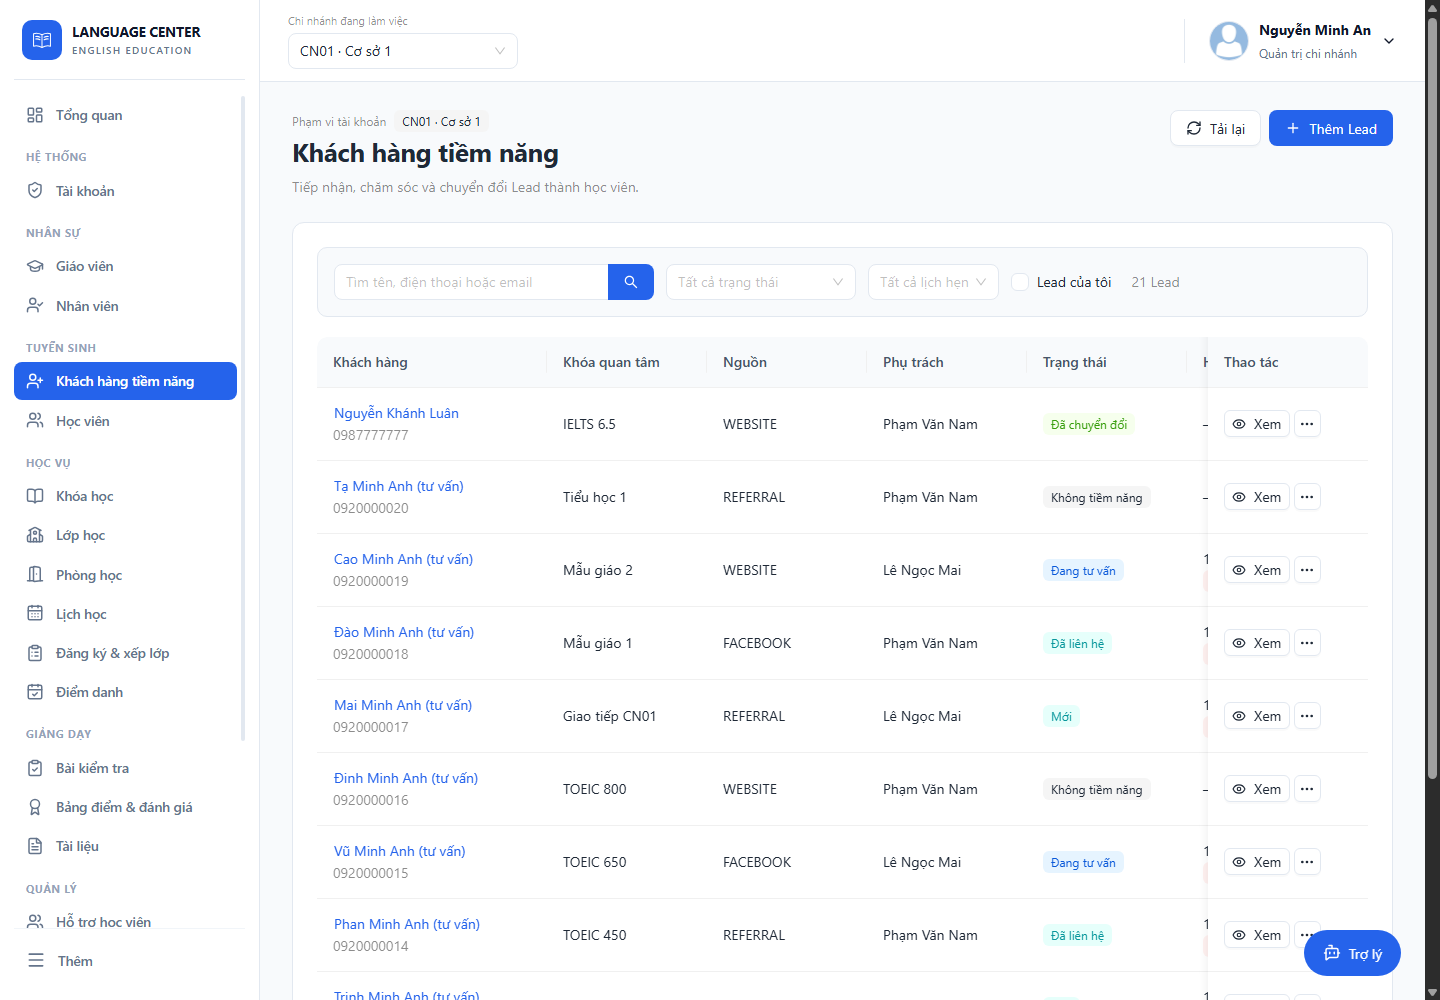 LANGUAGE CENTER
ENGLISH EDUCATION
Tổng quan
HỆ THỐNG
Tài khoản
NHÂN SỰ
Giáo viên
Nhân viên
TUYỂN SINH
Khách hàng tiềm năng
Học viên
HỌC VỤ
Khóa học
Lớp học
Phòng học
Lịch học
Đăng ký & xếp lớp
Điểm danh
GIẢNG DẠY
Bài kiểm tra
Bảng điểm & đánh giá
Tài liệu
QUẢN LÝ
Hỗ trợ học viên
Thêm
Chi nhánh đang làm việc
CN01 · Cơ sở 1
Nguyễn Minh An
Quản trị chi nhánh
Phạm vi tài khoản CN01 · Cơ sở 1
Khách hàng tiềm năng
Tiếp nhận, chăm sóc và chuyển đổi Lead thành học viên.
Tải lại
Thêm Lead
Tìm tên, điện thoại hoặc email
Tất cả trạng thái
Tất cả lịch hẹn
Lead của tôi
21 Lead
Khách hàng Khóa quan tâm Nguồn Phụ trách Trạng thái Thao tác
Nguyễn Khánh Luân
0987777777
IELTS 6.5 WEBSITE Phạm Văn Nam Đã chuyển đổi – Xem
Tạ Minh Anh (tư vấn)
0920000020
Tiểu học 1 REFERRAL Phạm Văn Nam Không tiềm năng – Xem
Cao Minh Anh (tư vấn)
0920000019
Mẫu giáo 2 WEBSITE Lê Ngọc Mai Đang tư vấn 1 Xem
Đào Minh Anh (tư vấn)
0920000018
Mẫu giáo 1 FACEBOOK Phạm Văn Nam Đã liên hệ 1 Xem
Mai Minh Anh (tư vấn)
0920000017
Giao tiếp CN01 REFERRAL Lê Ngọc Mai Mới 1 Xem
Đinh Minh Anh (tư vấn)
0920000016
TOEIC 800 WEBSITE Phạm Văn Nam Không tiềm năng – Xem
Vũ Minh Anh (tư vấn)
0920000015
TOEIC 650 FACEBOOK Lê Ngọc Mai Đang tư vấn 1 Xem
Phan Minh Anh (tư vấn)
0920000014
TOEIC 450 REFERRAL Phạm Văn Nam Đã liên hệ 1 Xem
Trịnh Minh Anh (tư vấn)
Trợ lý